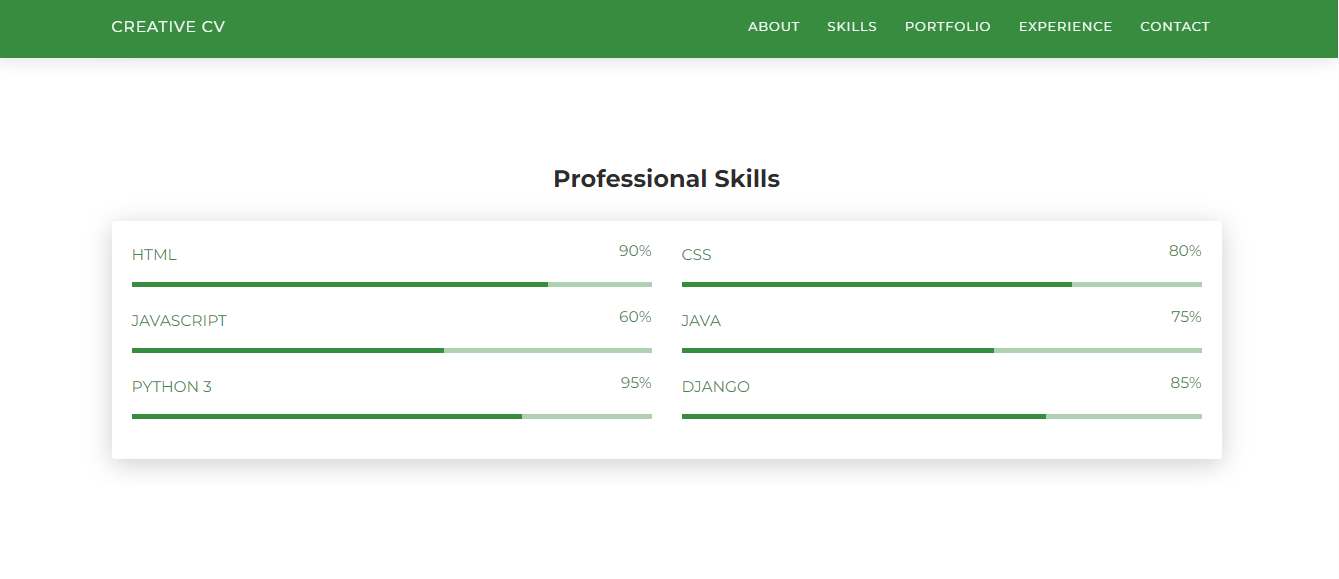 CREATIVE CV ABOUT SKILLS PORTFOLIO EXPERIENCE CONTACT
Professional Skills
HTML 90% CSS 80%
JAVASCRIPT 60% JAVA 75%
PYTHON 3 95% DJANGO 85%